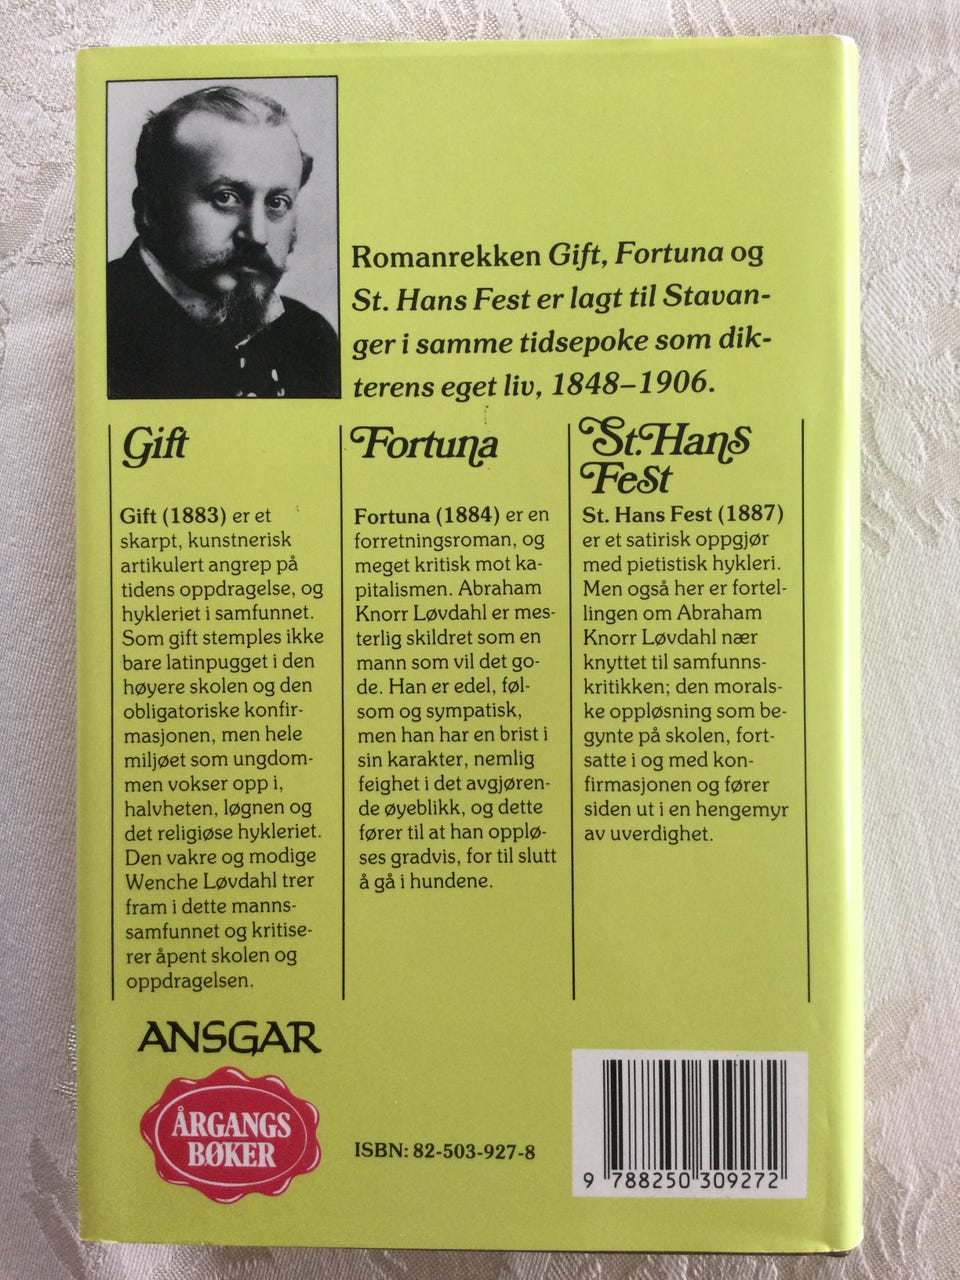 Romanrekken Gift, Fortuna og
St. Hans Fest er lagt til Stavan-
ger i samme tidsepoke som dik-
terens eget liv, 1848–1906.
Gift
Gift (1883) er et
skarpt, kunstnerisk
artikulert angrep på
tidens oppdragelse, og
hykleriet i samfunnet.
Som gift stemples ikke
bare latinpugget i den
høyere skolen og den
obligatoriske konfir-
masjonen, men hele
miljøet som ungdom-
men vokser opp i,
halvheten, løgnen og
det religiøse hykleriet.
Den vakre og modige
Wenche Løvdahl trer
fram i dette manns-
samfunnet og kritise-
rer åpent skolen og
oppdragelsen.
Fortuna
Fortuna (1884) er en
forretningsroman, og
meget kritisk mot ka-
pitalismen. Abraham
Knorr Løvdahl er mes-
terlig skildret som en
mann som vil det go-
de. Han er edel, føl-
som og sympatisk,
men han har en brist i
sin karakter, nemlig
feighet i det avgjøren-
de øyeblikk, og dette
fører til at han oppløs-
es gradvis, for til slutt
å gå i hundene.
St. Hans
Fest
St. Hans Fest (1887)
er et satirisk oppgjør
med pietistisk hykleri.
Men også her er fortel-
lingen om Abraham
Knorr Løvdahl nær
knyttet til samfunns-
kritikken; den morals-
ke oppløsning som be-
gynte på skolen, fort-
satte i og med kon-
firmasjonen og fører
siden ut i en hengemyr
av uverdighet.
ANSGAR
ÅRGANGS
BØKER
ISBN: 82-503-927-8
9 788250 309272